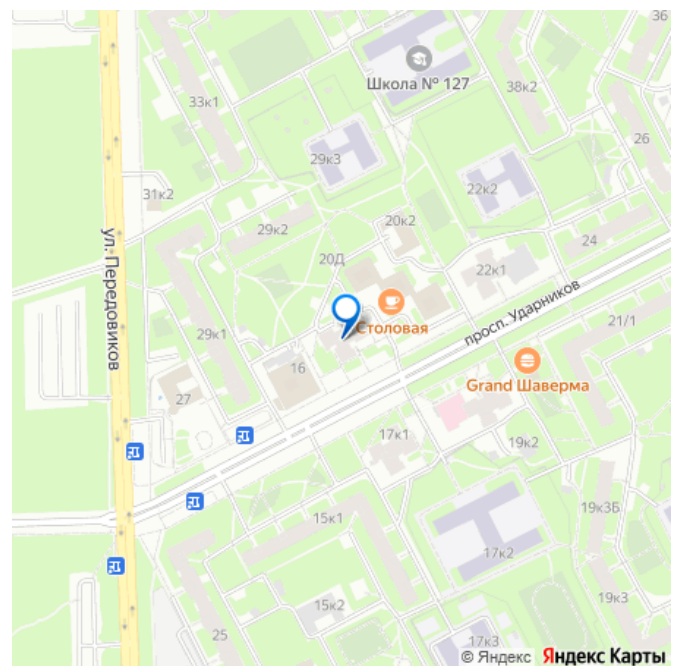 36
Школа № 127
38к2
33к1
26
29к3
22к2
31к2
20к2
29к2
24
20Д
22к1
ул. Передовиков
просп. Ударников
Столовая
21/1
29к1
16
Grand Шаверма
27
17к1
19к2
19к3Б
15к1
17к2
15к2
19к3
25
17к3
© Яндекс Яндекс Карты